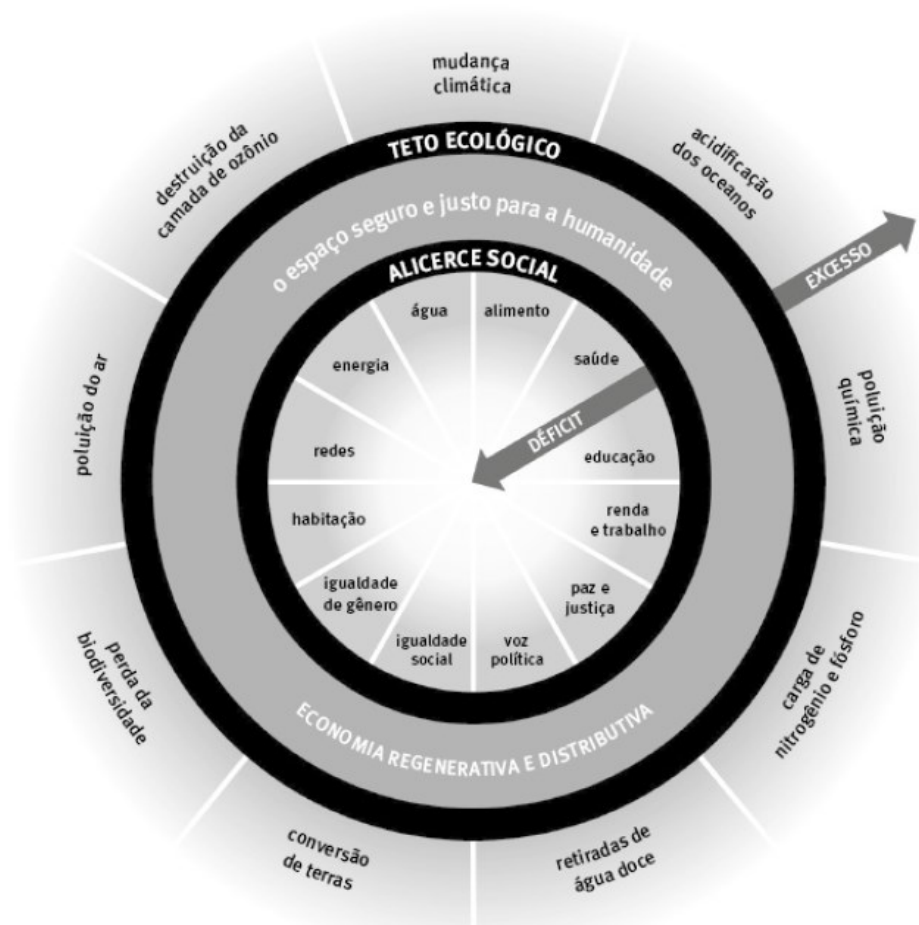 mudança
climática
destruição da
camada de ozônio
acidificação
dos oceanos
TETO ECOLÓGICO
o espaço seguro e justo para a humanidade
ALICERCE SOCIAL
EXCESSO
água
alimento
energia
saúde
poluição do ar
poluição
química
DÉFICIT
redes
educação
habitação
renda
e trabalho
igualdade
de gênero
paz e
justiça
igualdade
social
voz
política
perda da
biodiversidade
carga de
nitrogênio e fósforo
ECONOMIA REGENERATIVA E DISTRIBUTIVA
conversão
de terras
retiradas de
água doce